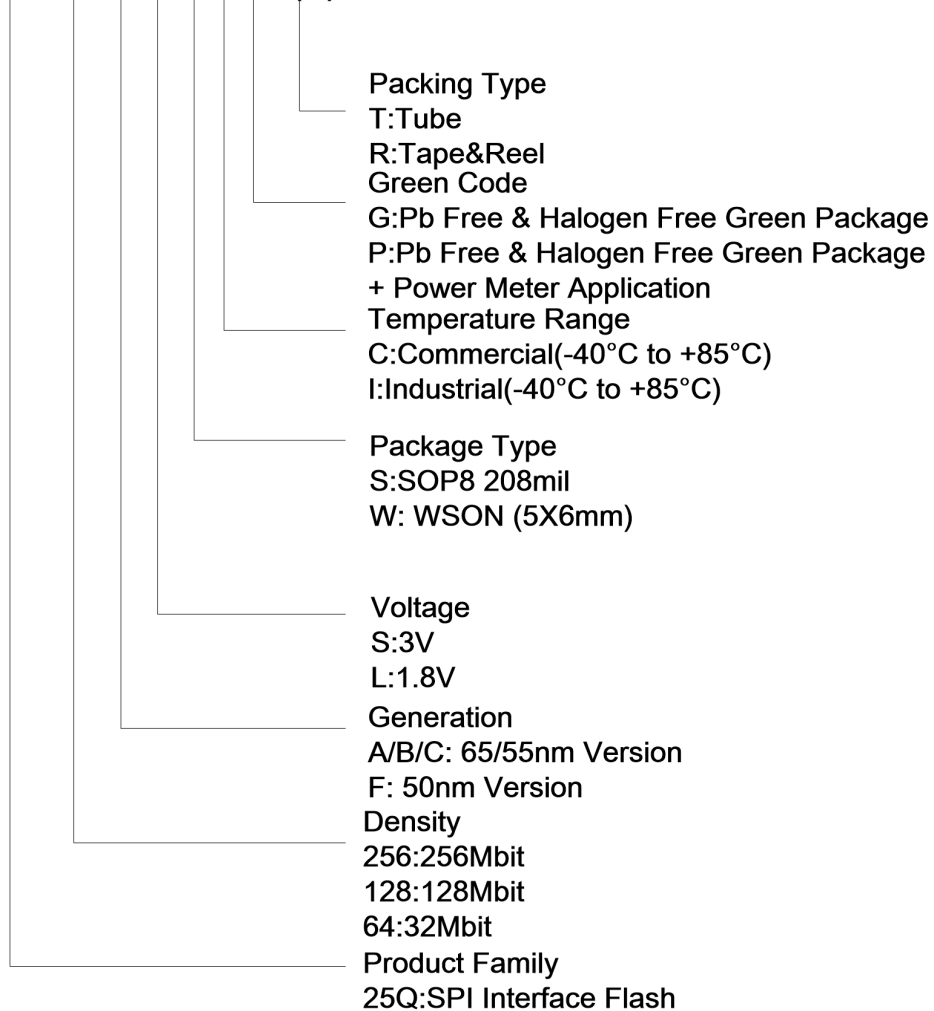 Packing Type
T:Tube
R:Tape&Reel
Green Code
G:Pb Free & Halogen Free Green Package
P:Pb Free & Halogen Free Green Package
+ Power Meter Application
Temperature Range
C:Commercial(-40°C to +85°C)
I:Industrial(-40°C to +85°C)
Package Type
S:SOP8 208mil
W: WSON (5X6mm)
Voltage
S:3V
L:1.8V
Generation
A/B/C: 65/55nm Version
F: 50nm Version
Density
256:256Mbit
128:128Mbit
64:32Mbit
Product Family
25Q:SPI Interface Flash